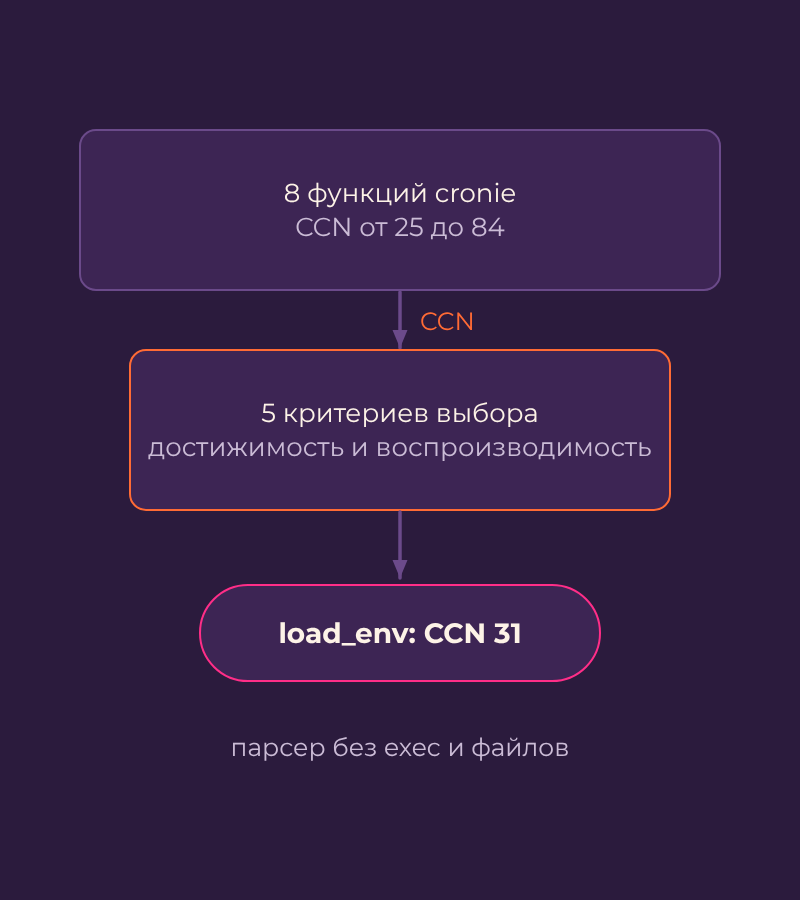 8 функций cronie
CCN от 25 до 84
CCN
5 критериев выбора
достижимость и воспроизводимость
load_env: CCN 31
парсер без exec и файлов